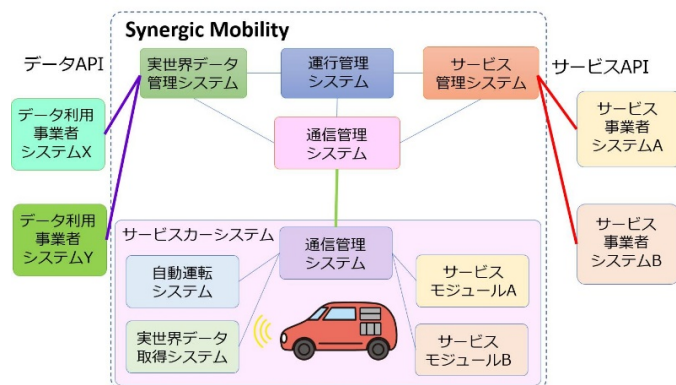 Synergic Mobility
データAPI
サービスAPI
実世界データ
管理システム
運行管理
システム
サービス
管理システム
データ利用
事業者
システムX
通信管理
システム
サービス
事業者
システムA
データ利用
事業者
システムY
サービスカーシステム
通信管理
システム
サービス
事業者
システムB
自動運転
システム
サービス
モジュールA
実世界データ
取得システム
サービス
モジュールB